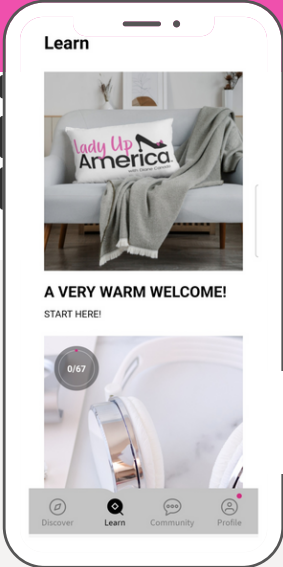 Learn
Lady Up
America.
A VERY WARM WELCOME!
START HERE!
0/67
Discover
Learn
Community
Profile